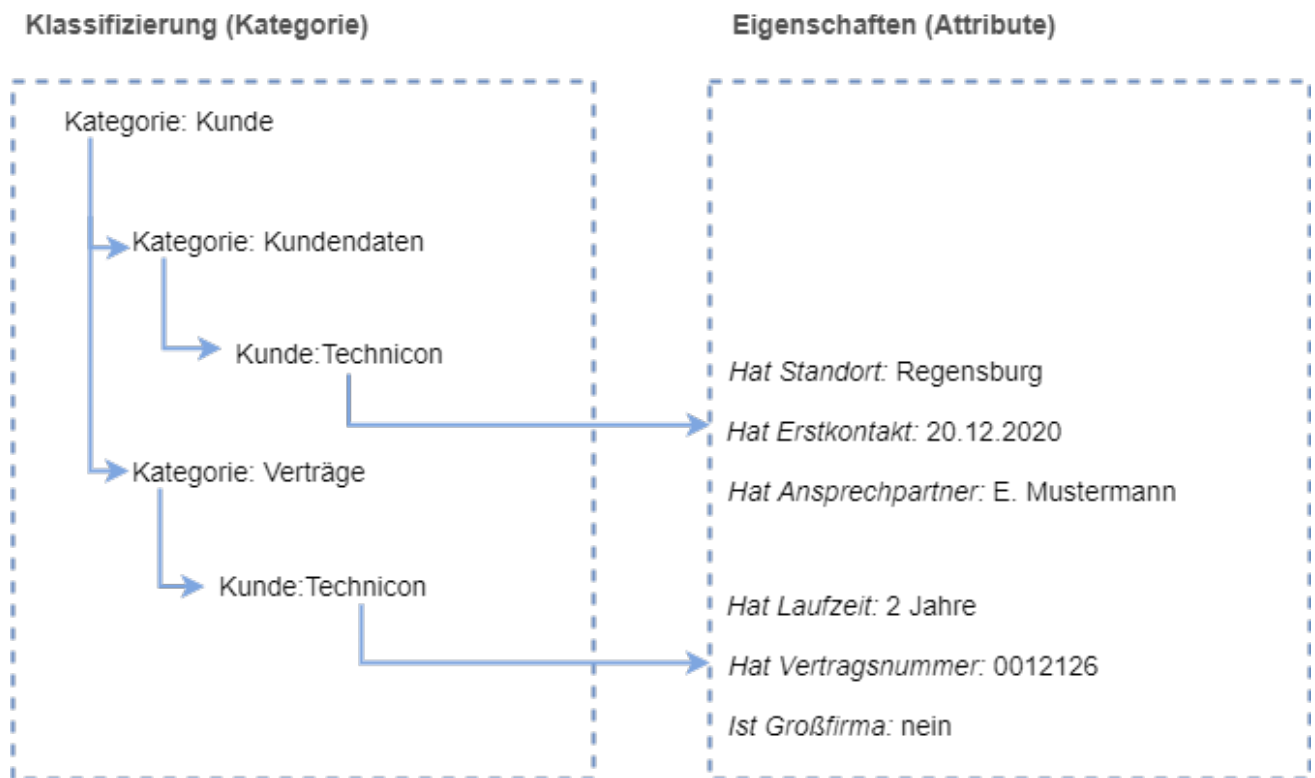 Klassifizierung (Kategorie)
Eigenschaften (Attribute)
Kategorie: Kunde
Kategorie: Kundendaten
Kunde:Technicon
Kategorie: Verträge
Kunde:Technicon
Hat Standort: Regensburg
Hat Erstkontakt: 20.12.2020
Hat Ansprechpartner: E. Mustermann
Hat Laufzeit: 2 Jahre
Hat Vertragsnummer: 0012126
Ist Großfirma: nein